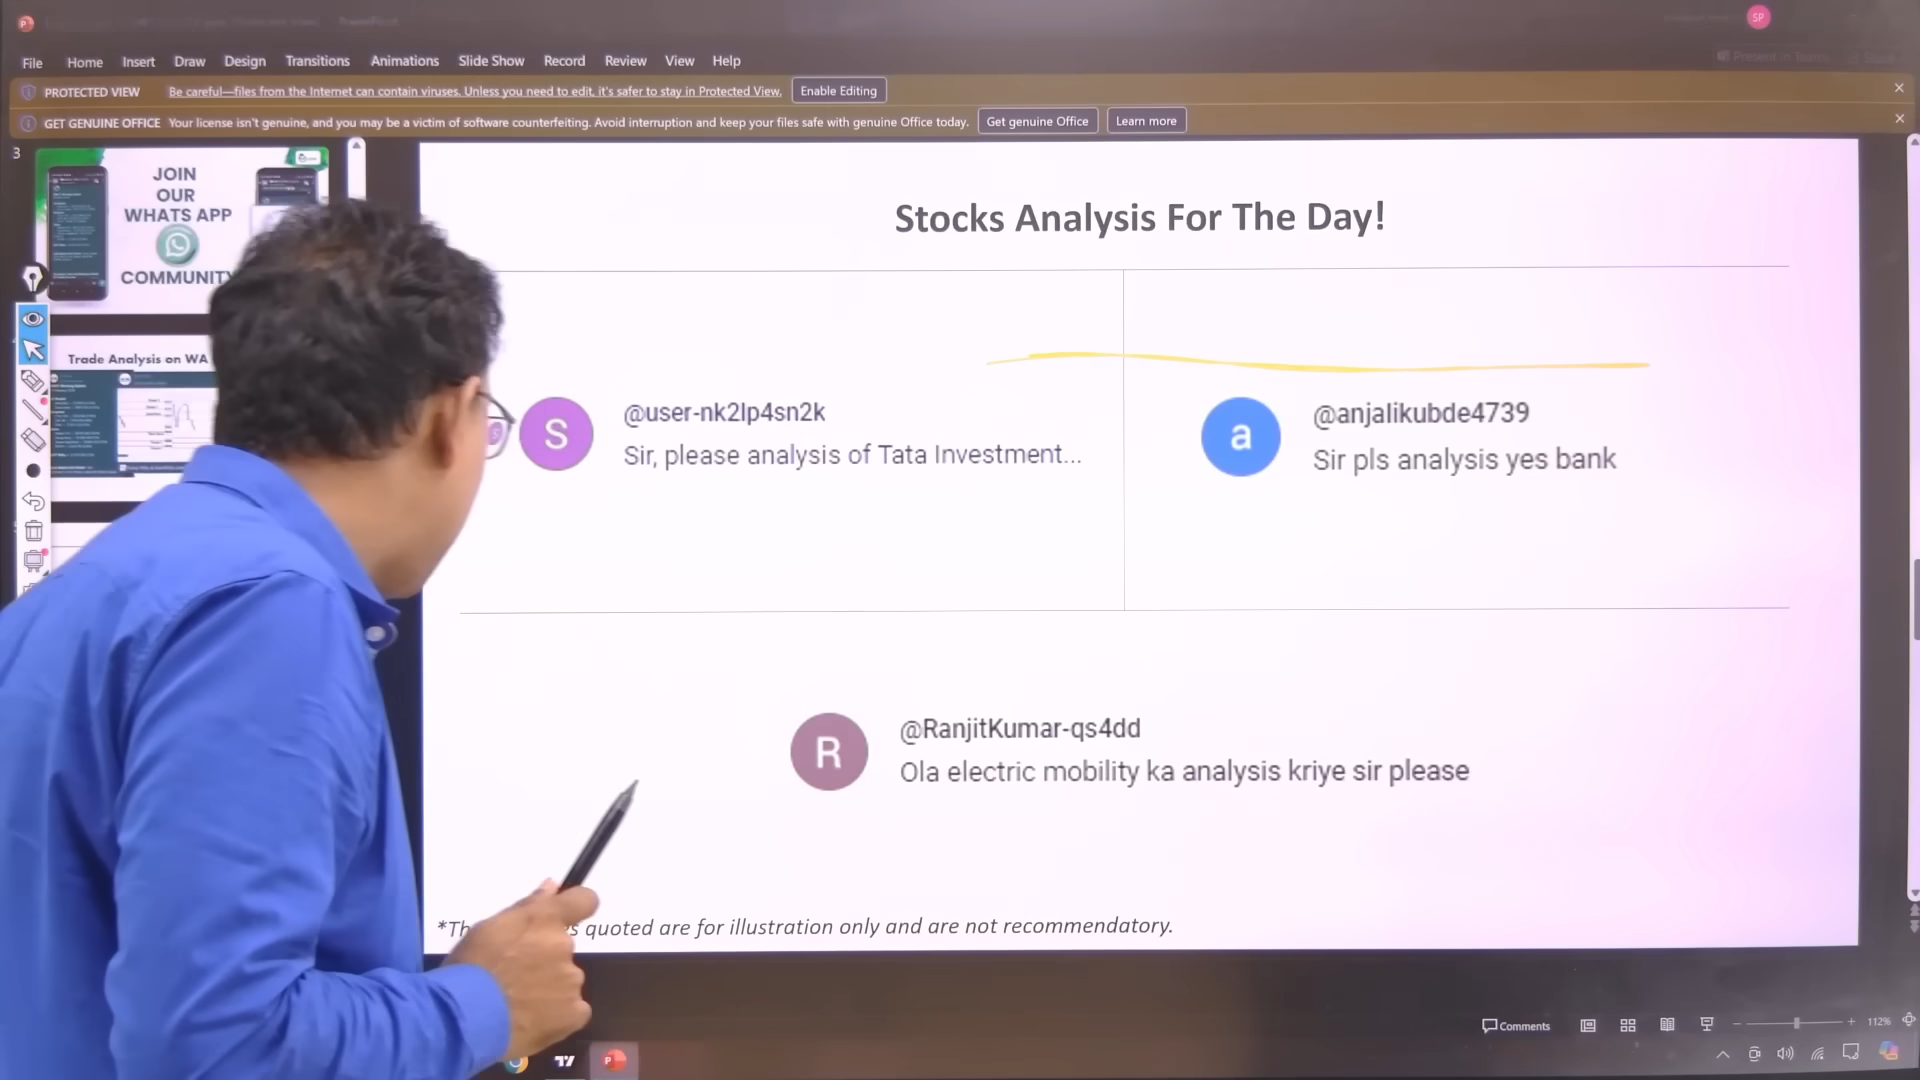 P
SP
File Home Insert Draw Design Transitions Animations Slide Show Record Review View Help
PROTECTED VIEW Be careful—files from the Internet can contain viruses. Unless you need to edit, it's safer to stay in Protected View. Enable Editing
GET GENUINE OFFICE Your license isn't genuine, and you may be a victim of software counterfeiting. Avoid interruption and keep your files safe with genuine Office today. Get genuine Office Learn more
3
JOIN
OUR
WHATS APP
COMMUNITY
Trade Analysis on WA
Stocks Analysis For The Day!
S
@user-nk2lp4sn2k
Sir, please analysis of Tata Investment...
a
@anjalikubde4739
Sir pls analysis yes bank
R
@RanjitKumar-qs4dd
Ola electric mobility ka analysis kriye sir please
quoted are for illustration only and are not recommendatory.
Comments
112%
P